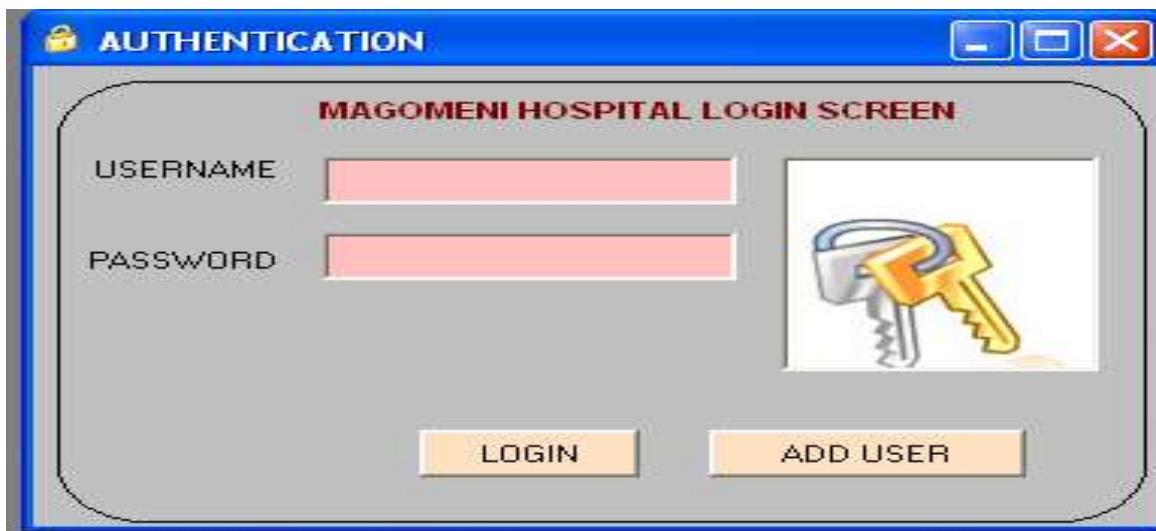 AUTHENTICATION
MAGOMENI HOSPITAL LOGIN SCREEN
USERNAME
PASSWORD
LOGIN
ADD USER